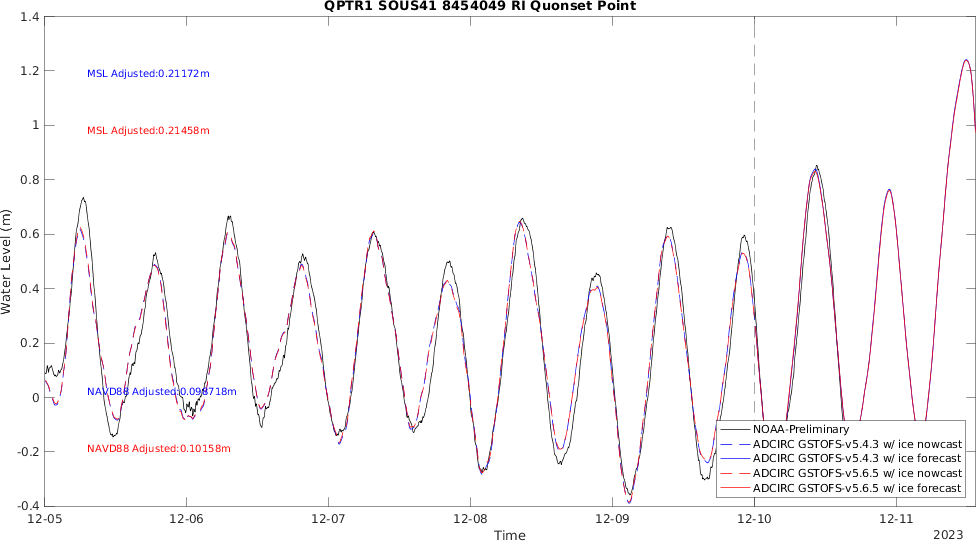 QPTR1 SOUS41 8454049 RI Quonset Point
1.4
1.2
1
0.8
0.6
0.4
0.2
0
-0.2
-0.4
Water Level (m)
MSL Adjusted:0.21172m
MSL Adjusted:0.21458m
NAVD88 Adjusted:0.098718m
NAVD88 Adjusted:0.10158m
NOAA-Preliminary
ADCIRC GSTOFS-v5.4.3 w/ ice nowcast
ADCIRC GSTOFS-v5.4.3 w/ ice forecast
ADCIRC GSTOFS-v5.6.5 w/ ice nowcast
ADCIRC GSTOFS-v5.6.5 w/ ice forecast
12-05 12-06 12-07 12-08 12-09 12-10 12-11
Time
2023